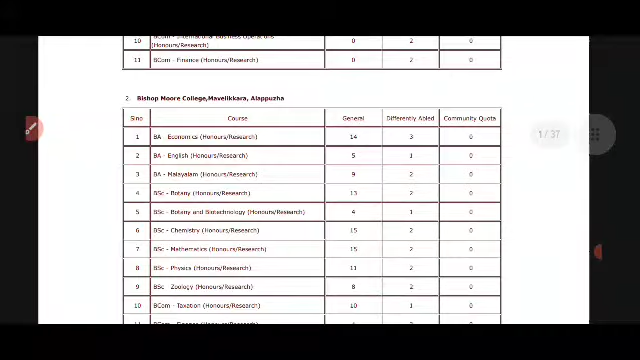 10 BCom - International Business Operations (Honours/Research) 0 2 0
11 BCom - Finance (Honours/Research) 0 2 0
2. Bishop Moore College,Mavelikkara, Alappuzha
Slno Course General Differently Abled Community Quota
1 BA - Economics (Honours/Research) 14 3 0
2 BA - English (Honours/Research) 5 1 0
3 BA - Malayalam (Honours/Research) 9 2 0
4 BSc - Botany (Honours/Research) 13 2 0
5 BSc - Botany and Biotechnology (Honours/Research) 4 1 0
6 BSc - Chemistry (Honours/Research) 15 2 0
7 BSc - Mathematics (Honours/Research) 15 2 0
8 BSc - Physics (Honours/Research) 11 2 0
9 BSc - Zoology (Honours/Research) 8 2 0
10 BCom - Taxation (Honours/Research) 10 1 0
11 BCom - Finance (Honours/Research)
1/37